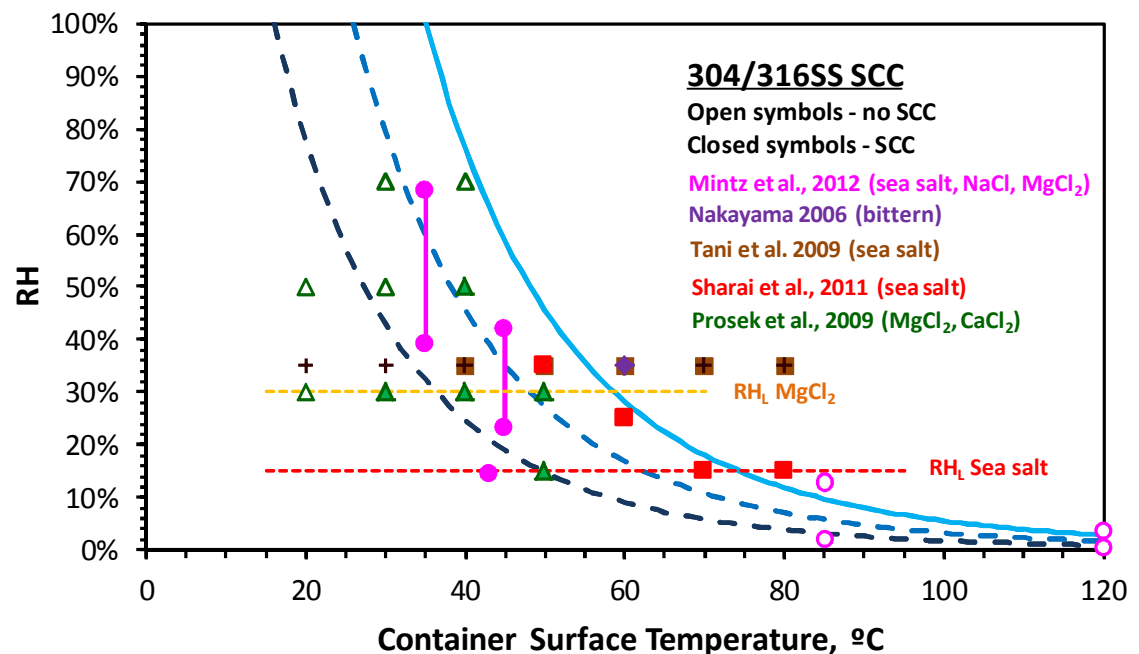 100%
90%
80%
70%
60%
50%
40%
30%
20%
10%
0%
RH
304/316SS SCC
Open symbols - no SCC
Closed symbols - SCC
Mintz et al., 2012 (sea salt, NaCl, MgCl₂)
Nakayama 2006 (bittern)
Tani et al. 2009 (sea salt)
Sharai et al., 2011 (sea salt)
Prosek et al., 2009 (MgCl₂, CaCl₂)
RH_L MgCl₂
RH_L Sea salt
0 20 40 60 80 100 120
Container Surface Temperature, ºC